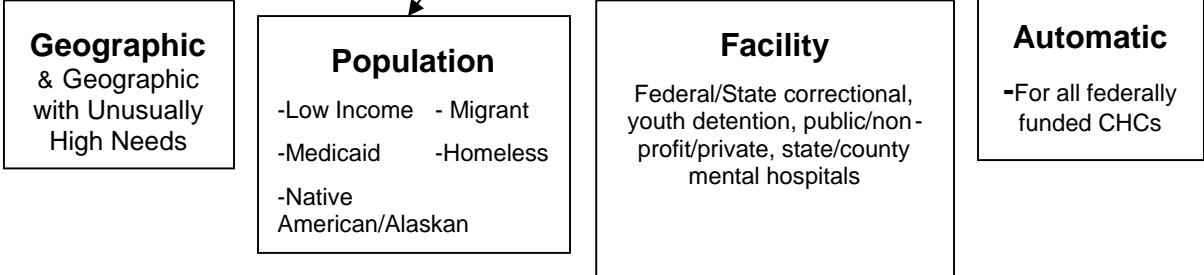 Geographic
& Geographic
with Unusually
High Needs
Population
-Low Income - Migrant
-Medicaid -Homeless
-Native
American/Alaskan
Facility
Federal/State correctional,
youth detention, public/non-
profit/private, state/county
mental hospitals
Automatic
-For all federally
funded CHCs